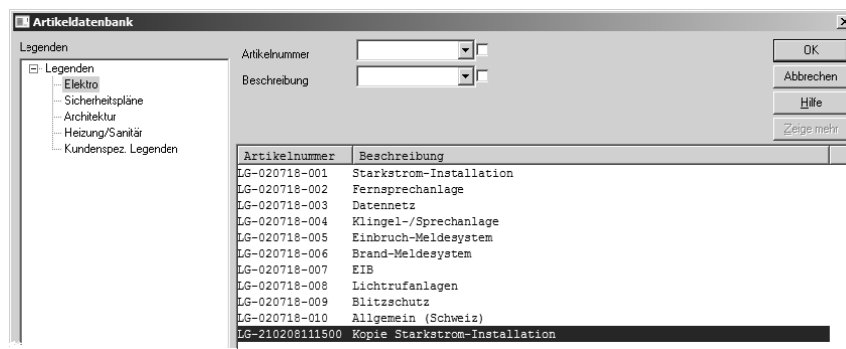 Artikeldatenbank
Legenden
Legenden
Elektro
Sicherheitspläne
Architektur
Heizung/Sanitär
Kundenspez. Legenden
Artikelnummer
Beschreibung
OK
Abbrechen
Hilfe
Zeige mehr
Artikelnummer Beschreibung
LG-020718-001 Starkstrom-Installation
LG-020718-002 Fernsprechanlage
LG-020718-003 Datennetz
LG-020718-004 Klingel-/Sprechanlage
LG-020718-005 Einbruch-Meldesystem
LG-020718-006 Brand-Meldesystem
LG-020718-007 EIB
LG-020718-008 Lichtrufanlagen
LG-020718-009 Blitzschutz
LG-020718-010 Allgemein (Schweiz)
LG-210208111500 Kopie Starkstrom-Installation